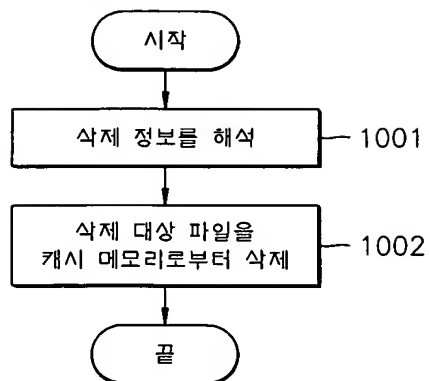 시작
삭제 정보를 해석
1001
삭제 대상 파일을
캐시 메모리로부터 삭제
1002
끝